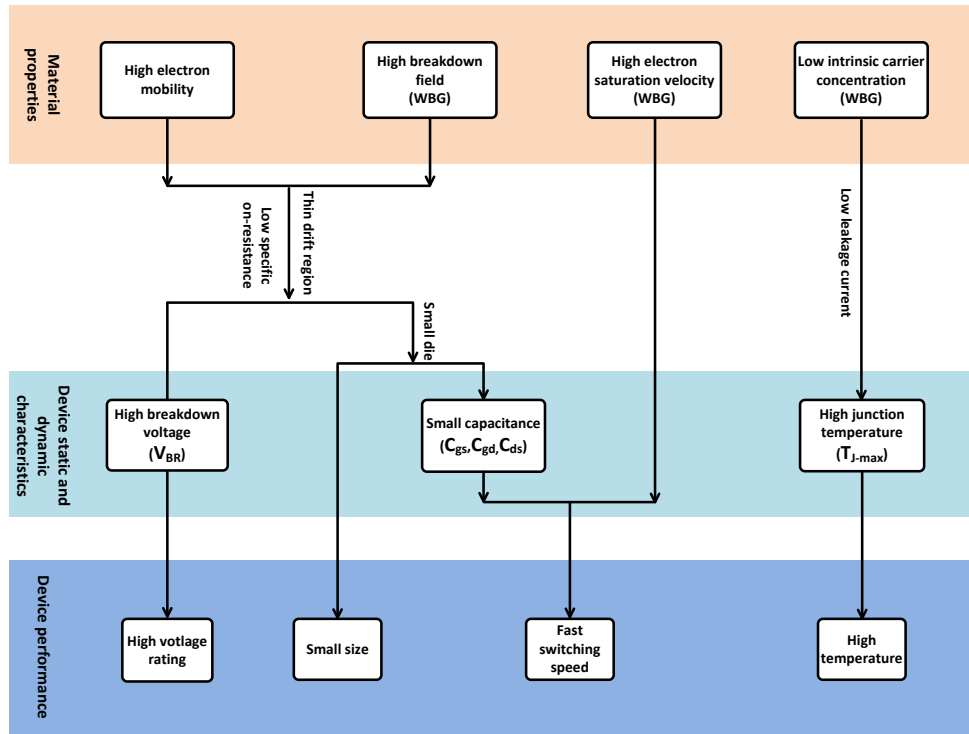 Material
properties
High electron
mobility
High breakdown
field
(WBG)
High electron
saturation velocity
(WBG)
Low intrinsic carrier
concentration
(WBG)
Thin drift region
Low specific
on-resistance
Low leakage current
Small die
Device static and
dynamic
characteristics
High breakdown
voltage
(VBR)
Small capacitance
(Cgs,Cgd,Cds)
High junction
temperature
(TJ-max)
Device performance
High votlage
rating
Small size
Fast
switching
speed
High
temperature